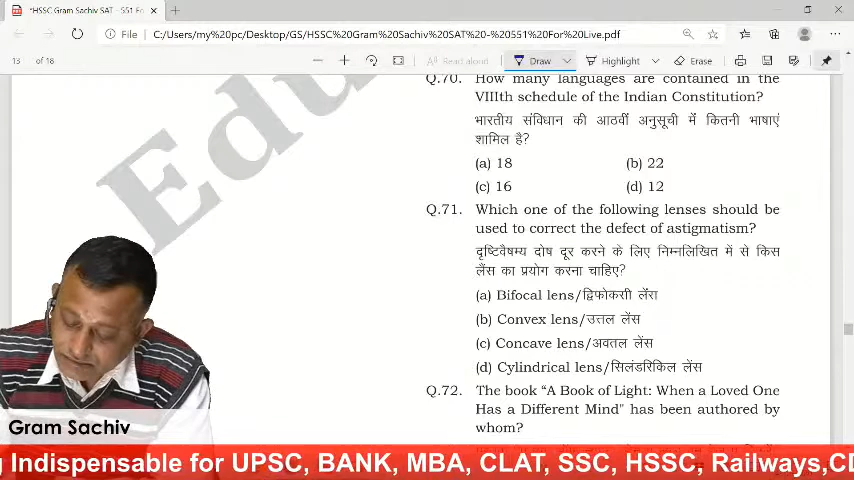 *HSSC Gram Sachiv SAT - 551 Fo
File
C:/Users/my%20pc/Desktop/GS/HSSC%20Gram%20Sachiv%20SAT%20-%20551%20For%20Live.pdf
13 of 18
Read aloud
Draw
Highlight
Erase
Edu
Q.70. How many languages are contained in the
VIIIth schedule of the Indian Constitution?
भारतीय संविधान की आठवीं अनुसूची में कितनी भाषाएं
शामिल है?
(a) 18 (b) 22
(c) 16 (d) 12
Q.71. Which one of the following lenses should be
used to correct the defect of astigmatism?
दृष्टिवैषम्य दोष दूर करने के लिए निम्नलिखित में से किस
लैंस का प्रयोग करना चाहिए?
(a) Bifocal lens/द्विफोकसी लेंरा
(b) Convex lens/उत्तल लेंस
(c) Concave lens/अवतल लेंस
(d) Cylindrical lens/सिलंडरिकिल लेंस
Q.72. The book "A Book of Light: When a Loved One
Has a Different Mind" has been authored by
whom?
Gram Sachiv
Indispensable for UPSC, BANK, MBA, CLAT, SSC, HSSC, Railways,CD